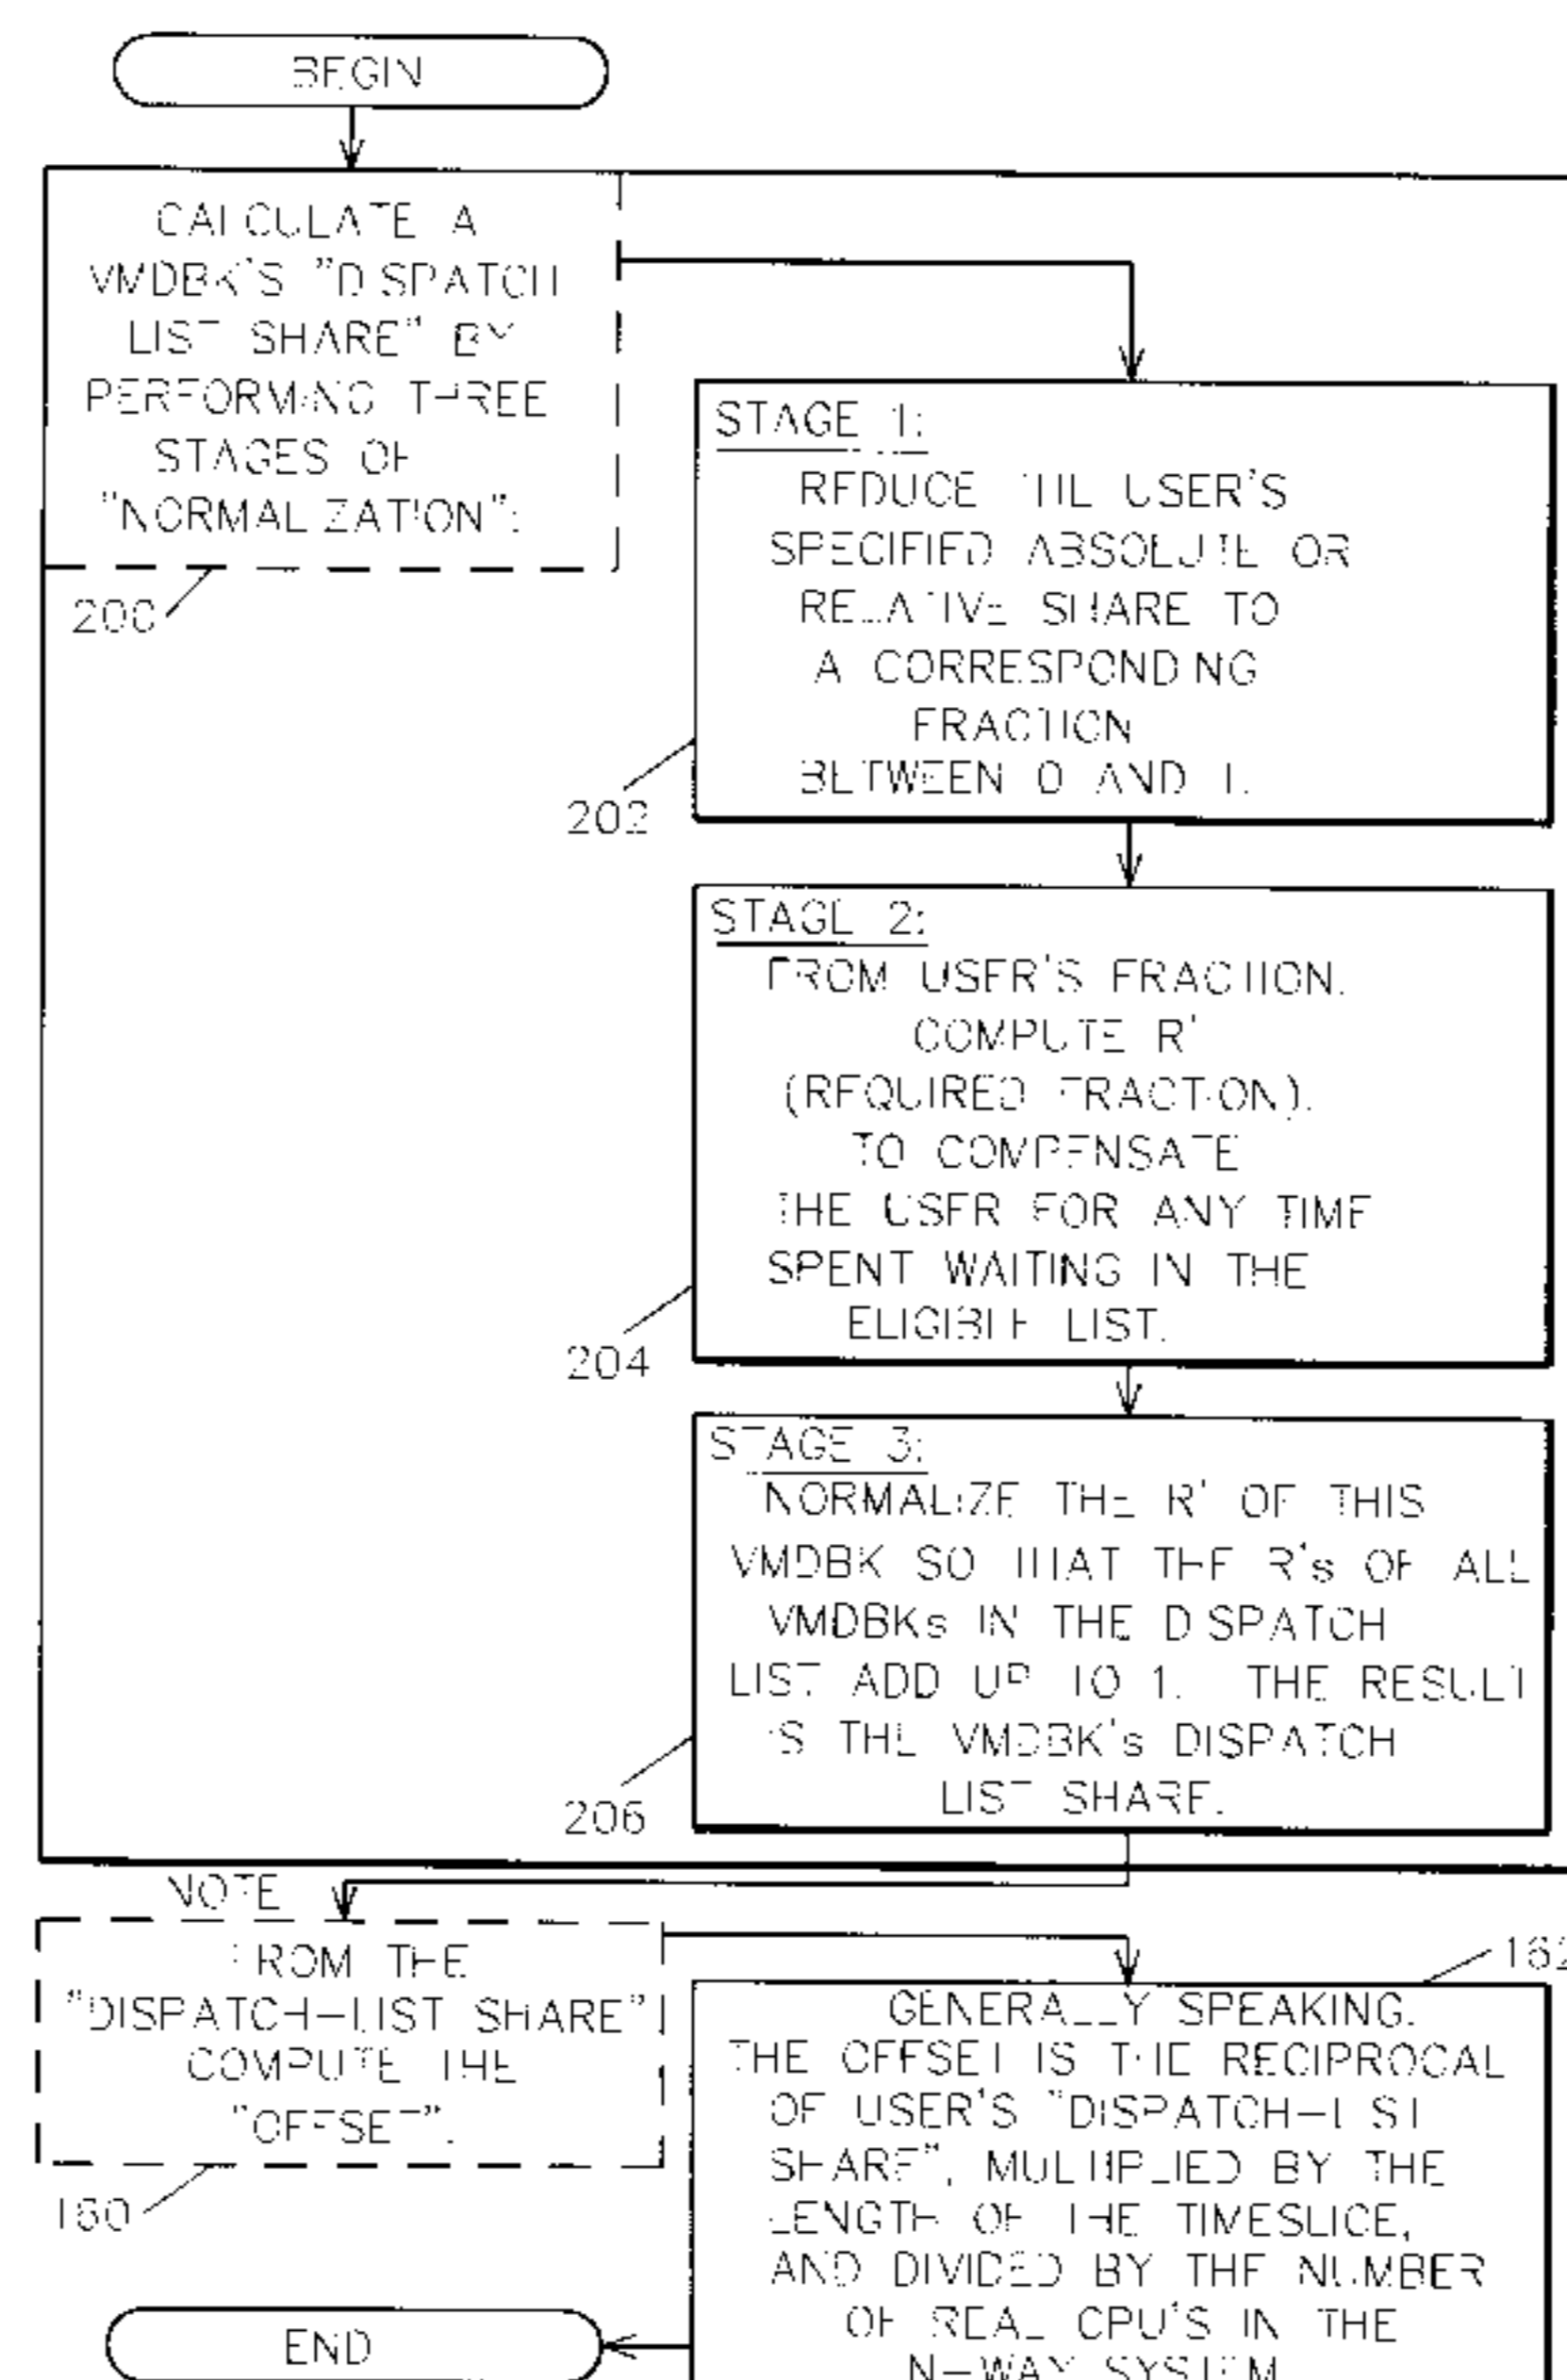 BEGIN
CALCULATE A
VMDBK'S "DISPATCH
LIST SHARE" BY
PERFORMING THREE
STAGES OF
"NORMALIZATION":
200
STAGE 1:
REDUCE THE USER'S
SPECIFIED ABSOLUTE OR
RELATIVE SHARE TO
A CORRESPONDING
FRACTION
BETWEEN 0 AND 1.
202
STAGE 2:
FROM USER'S FRACTION,
COMPUTE R'
(REQUIRED FRACTION),
TO COMPENSATE
THE USER FOR ANY TIME
SPENT WAITING IN THE
ELIGIBLE LIST.
204
STAGE 3:
NORMALIZE THE R' OF THIS
VMDBK SO THAT THE R's OF ALL
VMDBKs IN THE DISPATCH
LIST ADD UP TO 1. THE RESULT
IS THE VMDBK's DISPATCH
LIST SHARE.
206
NOTE
FROM THE
"DISPATCH-LIST SHARE"
COMPUTE THE
"OFFSET".
160
162
GENERALLY SPEAKING,
THE OFFSET IS THE RECIPROCAL
OF USER'S "DISPATCH-LIST
SHARE", MULTIPLIED BY THE
LENGTH OF THE TIMESLICE,
AND DIVIDED BY THE NUMBER
OF REAL CPU'S IN THE
N-WAY SYSTEM
END